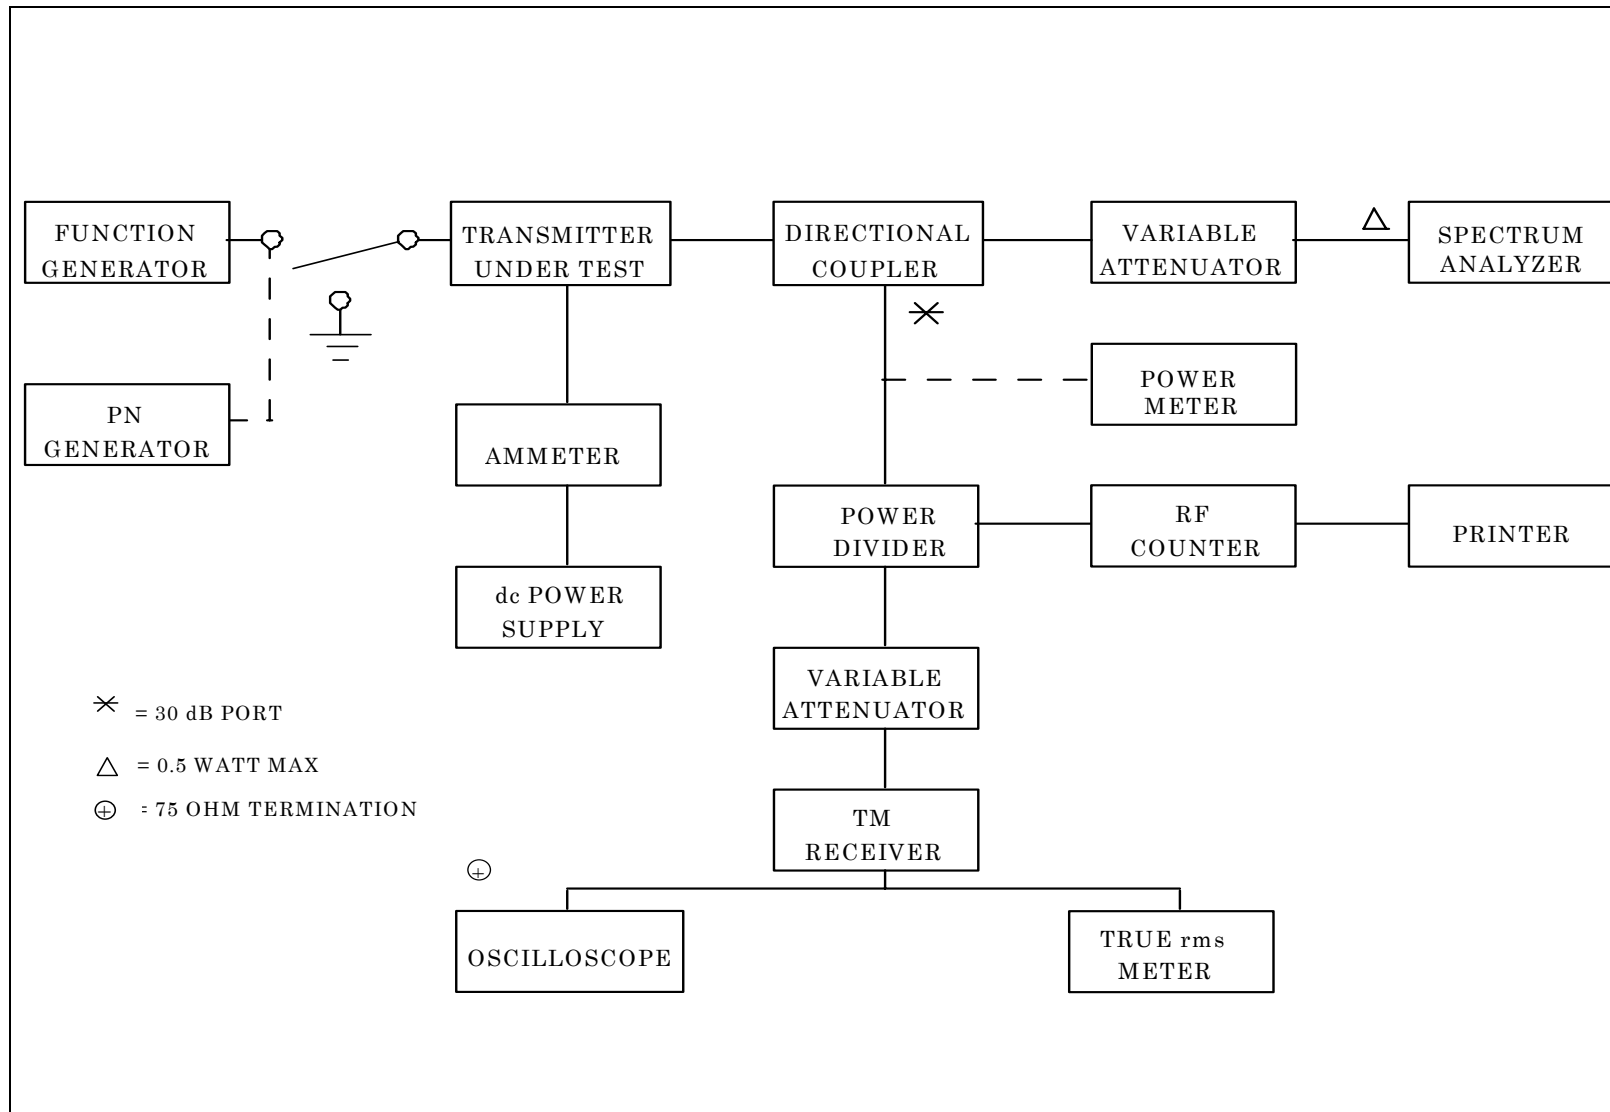 FUNCTION
GENERATOR
TRANSMITTER
UNDER TEST
DIRECTIONAL
COUPLER
VARIABLE
ATTENUATOR
SPECTRUM
ANALYZER
PN
GENERATOR
AMMETER
POWER
METER
POWER
DIVIDER
RF
COUNTER
PRINTER
dc POWER
SUPPLY
VARIABLE
ATTENUATOR
= 30 dB PORT
= 0.5 WATT MAX
= 75 OHM TERMINATION
TM
RECEIVER
OSCILLOSCOPE
TRUE rms
METER